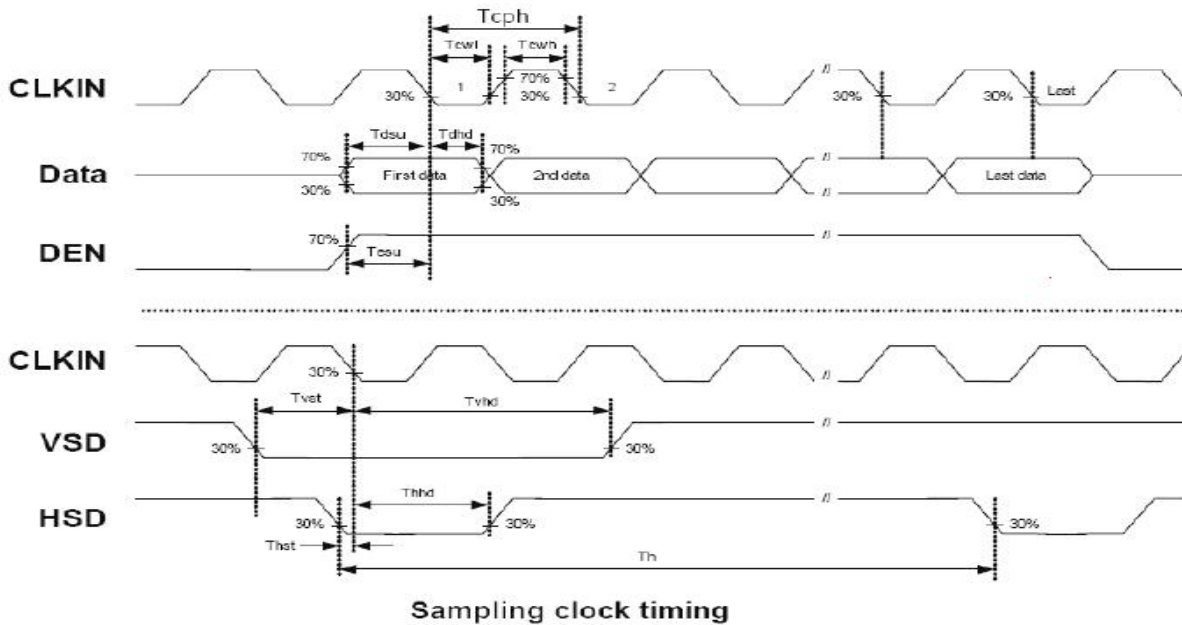 Tcph
Tcwl Tcwh
CLKIN 30% 1 70% 30% 2 30% 30% Last
Tdsu Tdhd
70% 70%
Data First data 2nd data Last data
30% 30%
DEN 70%
Tesu
CLKIN 30%
Tvst Tvhd
VSD 30% 30%
Thhd
HSD 30% 30% 30%
Thst
Th
Sampling clock timing